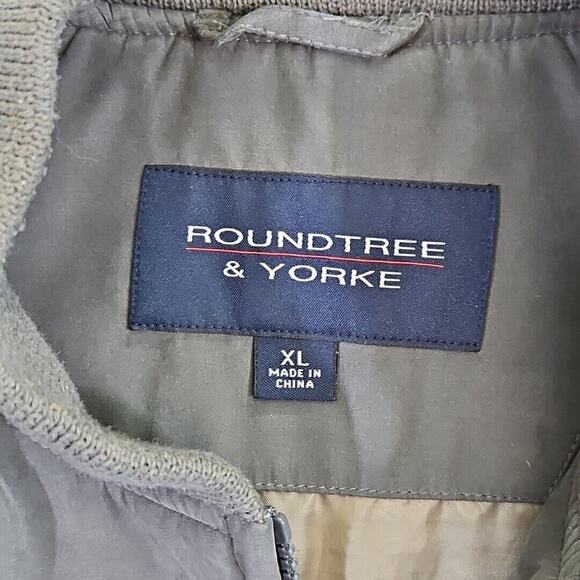 ROUNDTREE
& YORKE
XL
MADE IN
CHINA